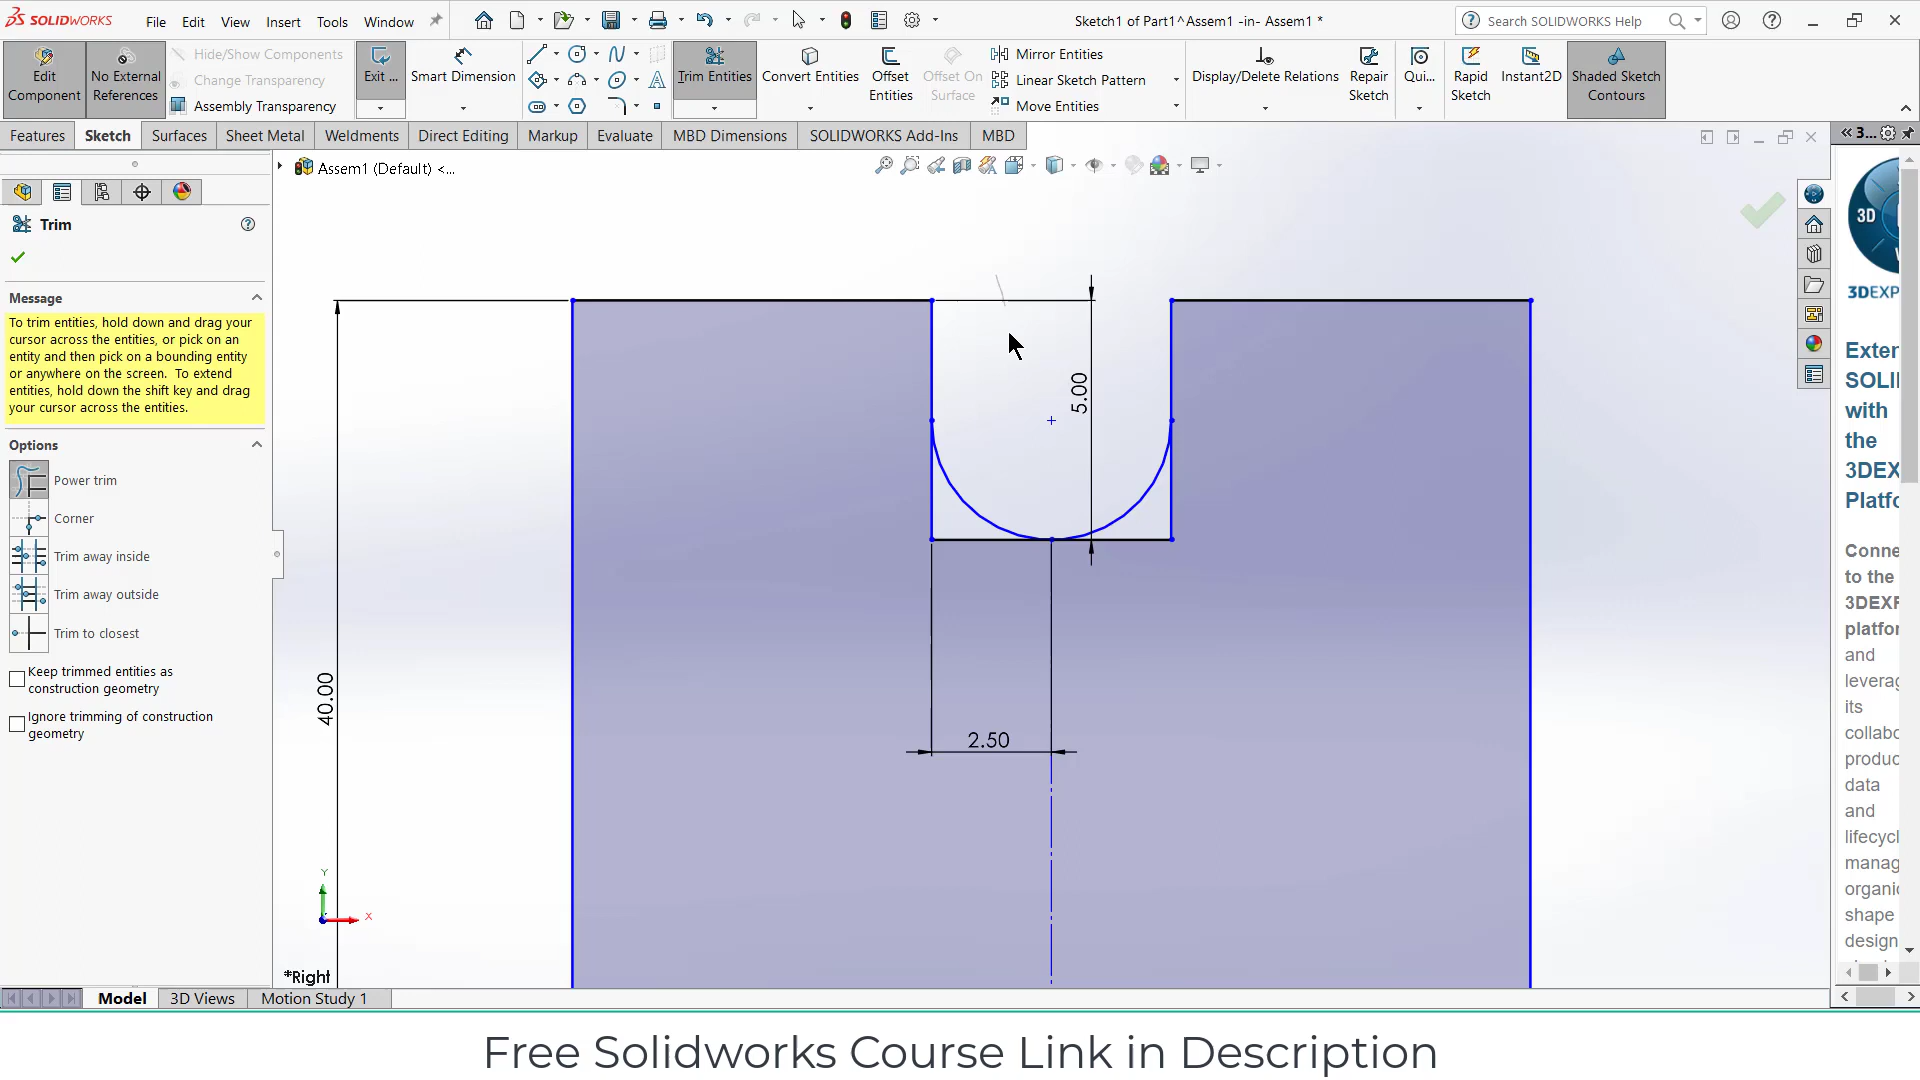 SOLIDWORKS File Edit View Insert Tools Window Sketch1 of Part1^Assem1 -in- Assem1 * Search SOLIDWORKS Help
Edit Component
No External References
Hide/Show Components
Change Transparency
Assembly Transparency
Exit ...
Smart Dimension
Trim Entities
Convert Entities
Offset Entities
Offset On Surface
Mirror Entities
Linear Sketch Pattern
Move Entities
Display/Delete Relations
Repair Sketch
Qui...
Rapid Sketch
Instant2D
Shaded Sketch Contours
Features Sketch Surfaces Sheet Metal Weldments Direct Editing Markup Evaluate MBD Dimensions SOLIDWORKS Add-Ins MBD
3...
Assem1 (Default) <...
Trim
Message
To trim entities, hold down and drag your
cursor across the entities, or pick on an
entity and then pick on a bounding entity
or anywhere on the screen. To extend
entities, hold down the shift key and drag
your cursor across the entities.
Options
Power trim
Corner
Trim away inside
Trim away outside
Trim to closest
Keep trimmed entities as
construction geometry
Ignore trimming of construction
geometry
40.00
5.00
2.50
Y
X
*Right
3D
3DEXP
Exter
SOLI
with
the
3DEX
Platfo
Conne
to the
3DEXF
platfor
and
leverag
its
collabo
produc
data
and
lifecyc
manag
organi
shape
design
Model 3D Views Motion Study 1
Free Solidworks Course Link in Description